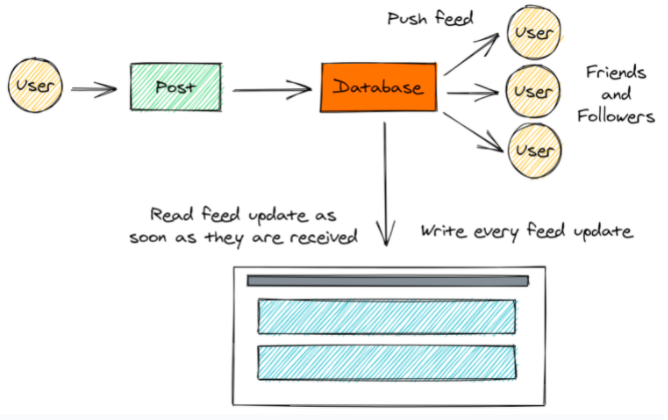 Push feed
User
User
Post
Database
User
User
Friends
and
Followers
Read feed update as
soon as they are received
Write every feed update